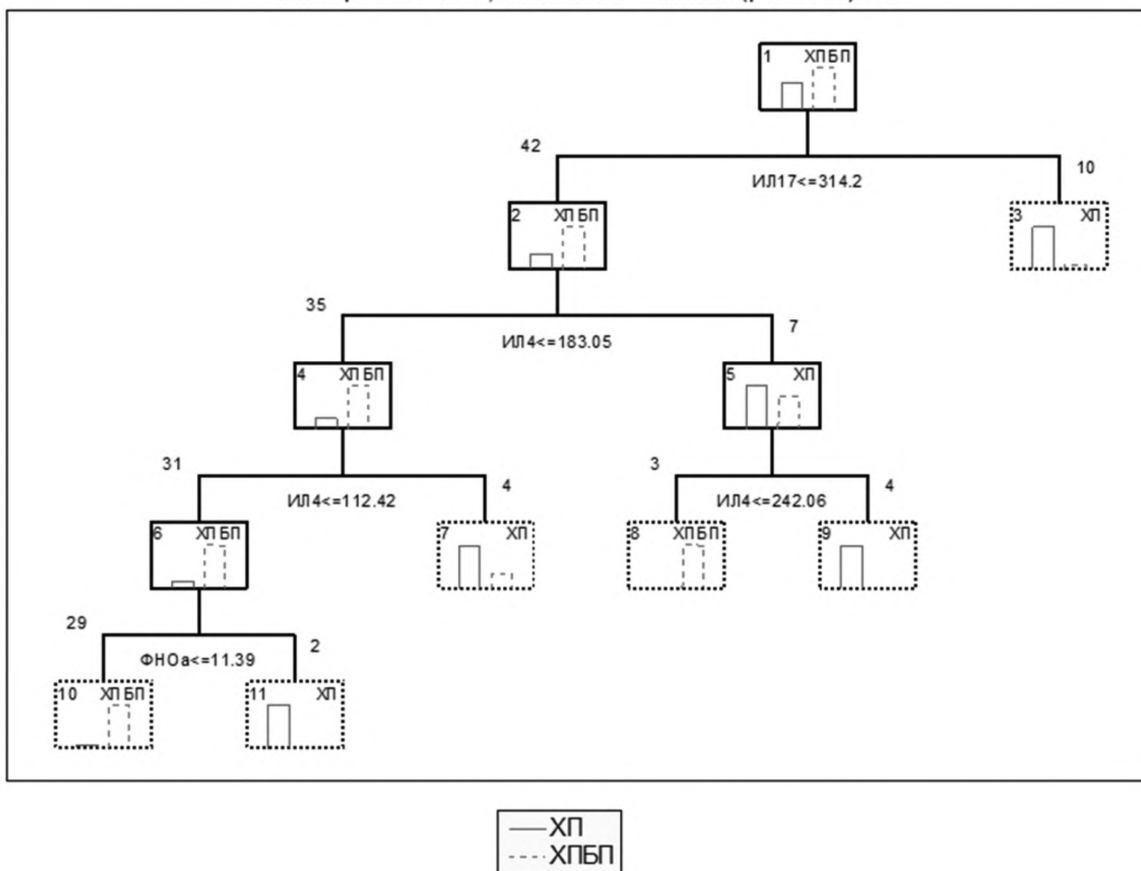 1 ХПБП
42
ИЛ17<=314.2
10
2 ХПБП
3 ХП
35
ИЛ4<=183.05
7
4 ХПБП
5 ХП
31
ИЛ4<=112.42
4
3
ИЛ4<=242.06
4
6 ХПБП
7 ХП
8 ХПБП
9 ХП
29
ФНОа<=11.39
2
10 ХПБП
11 ХП
ХП
ХПБП